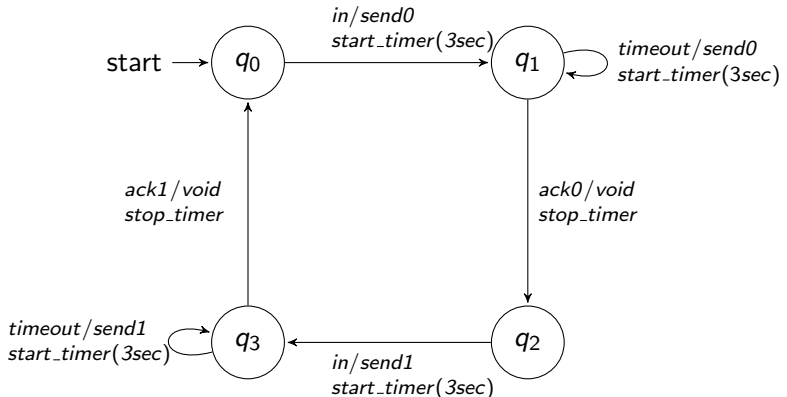 in/send0
start_timer(3sec)
start
q0
q1
timeout/send0
start_timer(3sec)
ack1/void
stop_timer
ack0/void
stop_timer
timeout/send1
start_timer(3sec)
q3
q2
in/send1
start_timer(3sec)